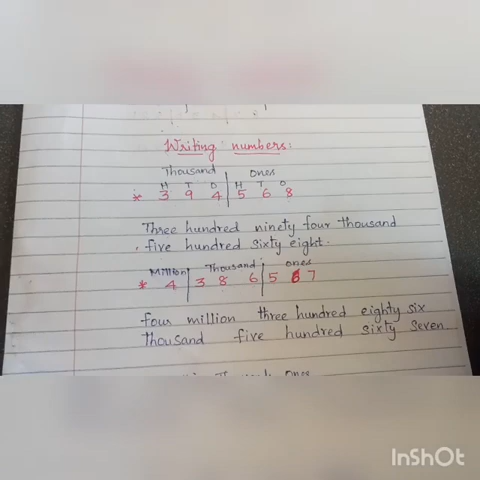 Writing numbers:
Thousand Ones
H T O H T O
* 3 9 4 5 6 8
Three hundred ninety four thousand
five hundred sixty eight.
Million Thousand ones
* 4 3 8 6 5 6 7
four million three hundred eighty six
thousand five hundred sixty seven
ones
InShOt